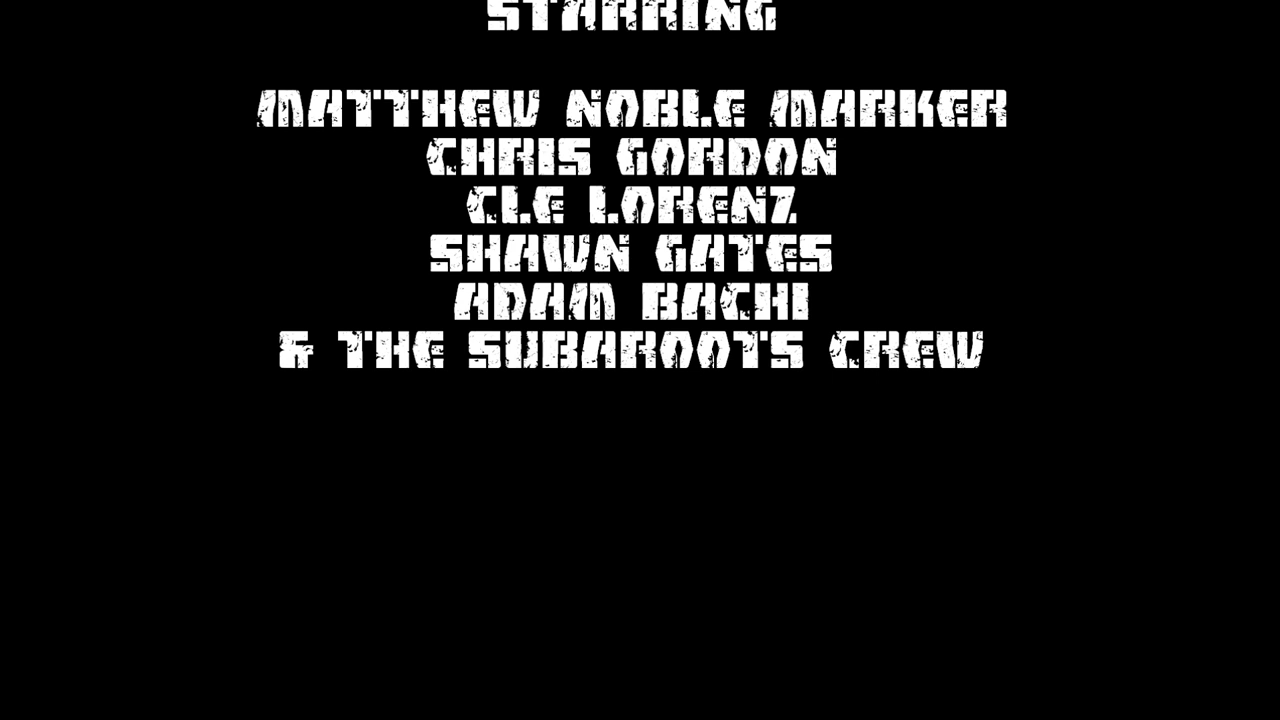 STARRING
MATTHEW NOBLE MARKER
CHRIS GORDON
CLE LORENZ
SHAWN GATES
ADAM BACHI
& THE SUBAROOTS CREW